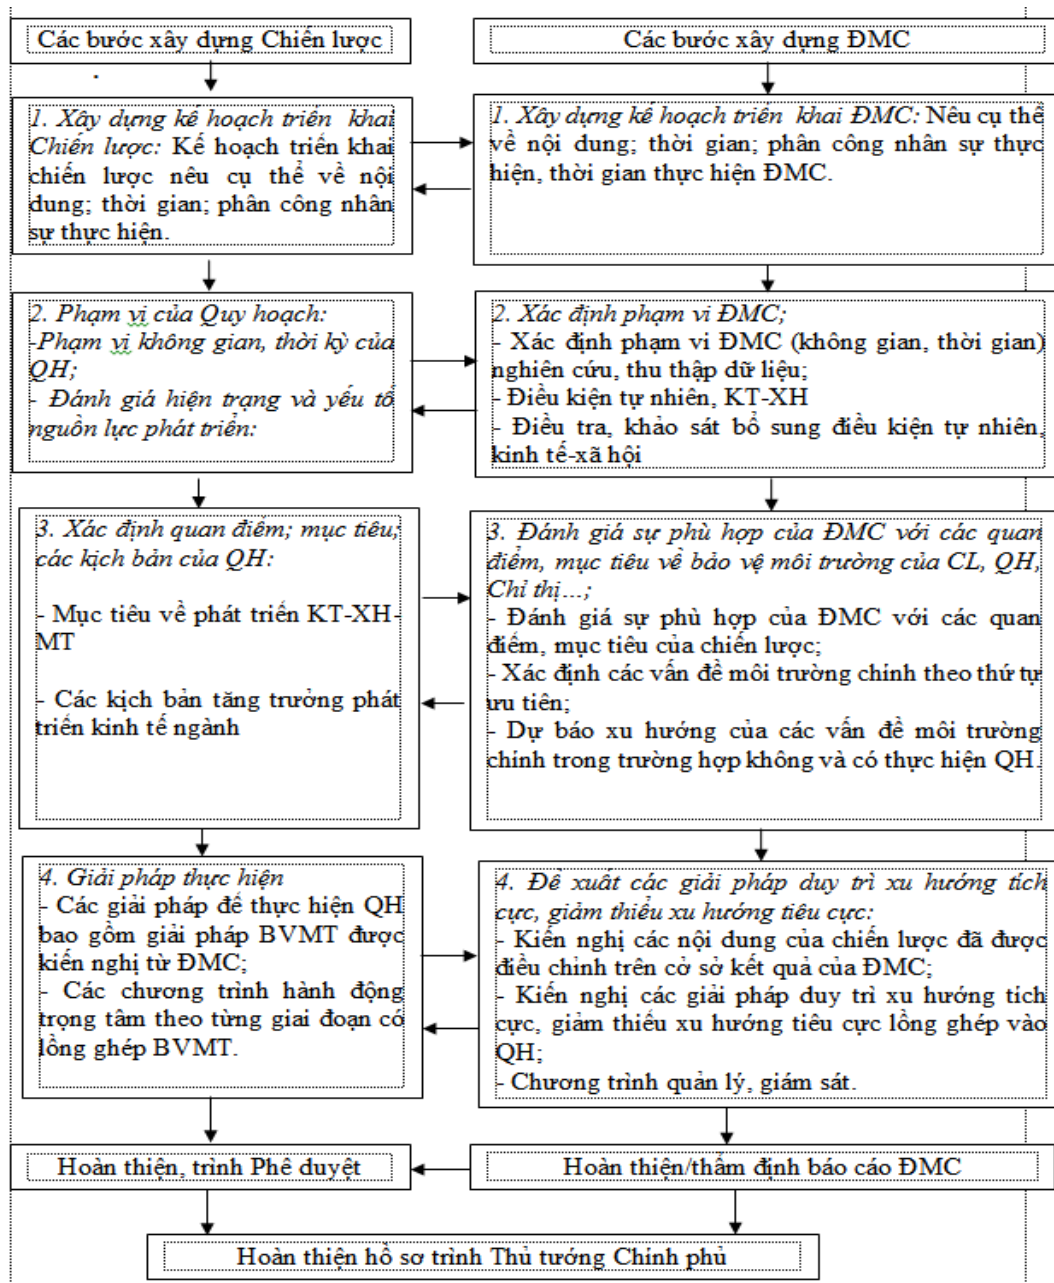 Các bước xây dựng Chiến lược
Các bước xây dựng ĐMC
1. Xây dựng kế hoạch triển khai
Chiến lược: Kế hoạch triển khai
chiến lược nêu cụ thể về nội
dung; thời gian; phân công nhân
sự thực hiện.
1. Xây dựng kế hoạch triển khai ĐMC: Nêu cụ thể
về nội dung; thời gian; phân công nhân sự thực
hiện, thời gian thực hiện ĐMC.
2. Phạm vi của Quy hoạch:
-Phạm vi không gian, thời kỳ của
QH;
- Đánh giá hiện trạng và yếu tố
nguồn lực phát triển:
2. Xác định phạm vi ĐMC;
- Xác định phạm vi ĐMC (không gian, thời gian)
nghiên cứu, thu thập dữ liệu;
- Điều kiện tự nhiên, KT-XH
- Điều tra, khảo sát bổ sung điều kiện tự nhiên,
kinh tế-xã hội
3. Xác định quan điểm; mục tiêu;
các kịch bản của QH:
- Mục tiêu về phát triển KT-XH-
MT
- Các kịch bản tăng trưởng phát
triển kinh tế ngành
3. Đánh giá sự phù hợp của ĐMC với các quan
điểm, mục tiêu về bảo vệ môi trường của CL, QH,
Chỉ thị...;
- Đánh giá sự phù hợp của ĐMC với các quan
điểm, mục tiêu của chiến lược;
- Xác định các vấn đề môi trường chính theo thứ tự
ưu tiên;
- Dự báo xu hướng của các vấn đề môi trường
chính trong trường hợp không và có thực hiện QH.
4. Giải pháp thực hiện
- Các giải pháp để thực hiện QH
bao gồm giải pháp BVMT được
kiến nghị từ ĐMC;
- Các chương trình hành động
trọng tâm theo từng giai đoạn có
lồng ghép BVMT.
4. Đề xuất các giải pháp duy trì xu hướng tích
cực, giảm thiểu xu hướng tiêu cực:
- Kiến nghị các nội dung của chiến lược đã được
điều chỉnh trên cở sở kết quả của ĐMC;
- Kiến nghị các giải pháp duy trì xu hướng tich
cực, giảm thiểu xu hướng tiêu cực lồng ghép vào
QH;
- Chương trình quản lý, giám sát.
Hoàn thiện, trình Phê duyệt
Hoàn thiện/thẩm định báo cáo ĐMC
Hoàn thiện hồ sơ trình Thủ tướng Chính phủ